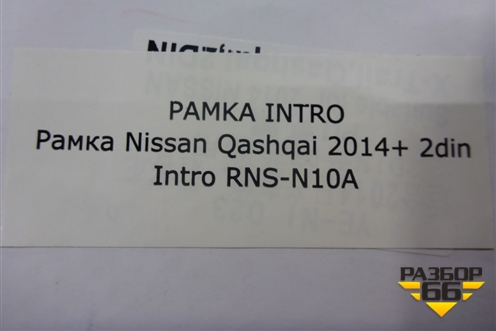 РАМКА INTRO
Рамка Nissan Qashqai 2014+ 2din
Intro RNS-N10A
РАЗБОР
66